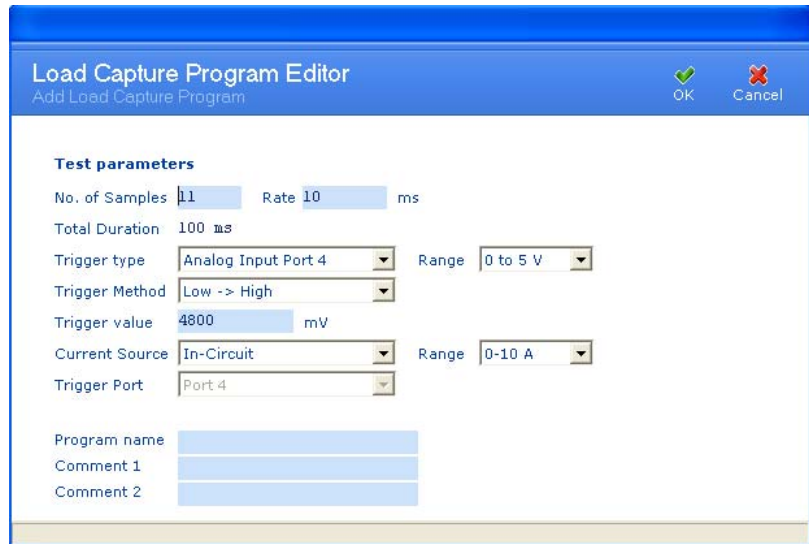 Load Capture Program Editor
Add Load Capture Program
OK Cancel
Test parameters
No. of Samples 11 Rate 10 ms
Total Duration 100 ms
Trigger type Analog Input Port 4 Range 0 to 5 V
Trigger Method Low -> High
Trigger value 4800 mV
Current Source In-Circuit Range 0-10 A
Trigger Port Port 4
Program name
Comment 1
Comment 2